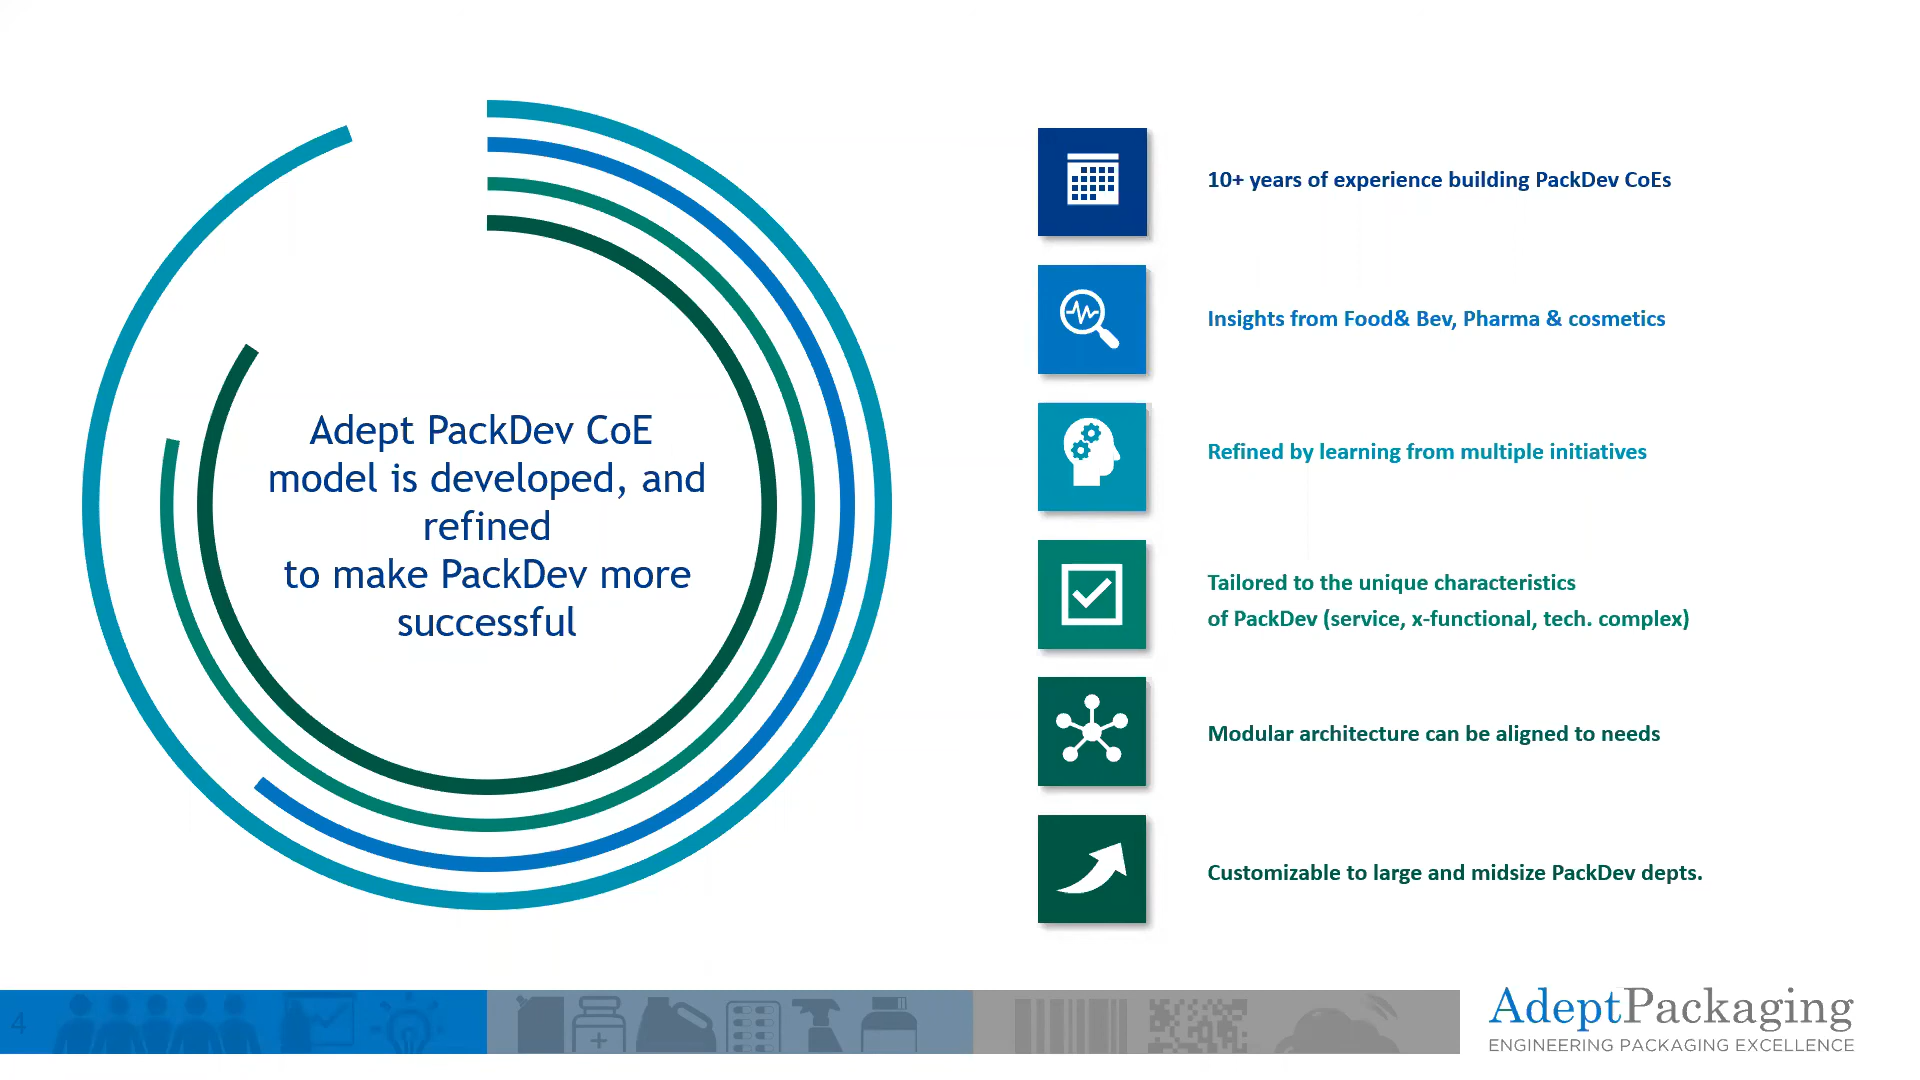 Adept PackDev CoE
model is developed, and
refined
to make PackDev more
successful
10+ years of experience building PackDev CoEs
Insights from Food& Bev, Pharma & cosmetics
Refined by learning from multiple initiatives
Tailored to the unique characteristics
of PackDev (service, x-functional, tech. complex)
Modular architecture can be aligned to needs
Customizable to large and midsize PackDev depts.
4
AdeptPackaging
ENGINEERING PACKAGING EXCELLENCE